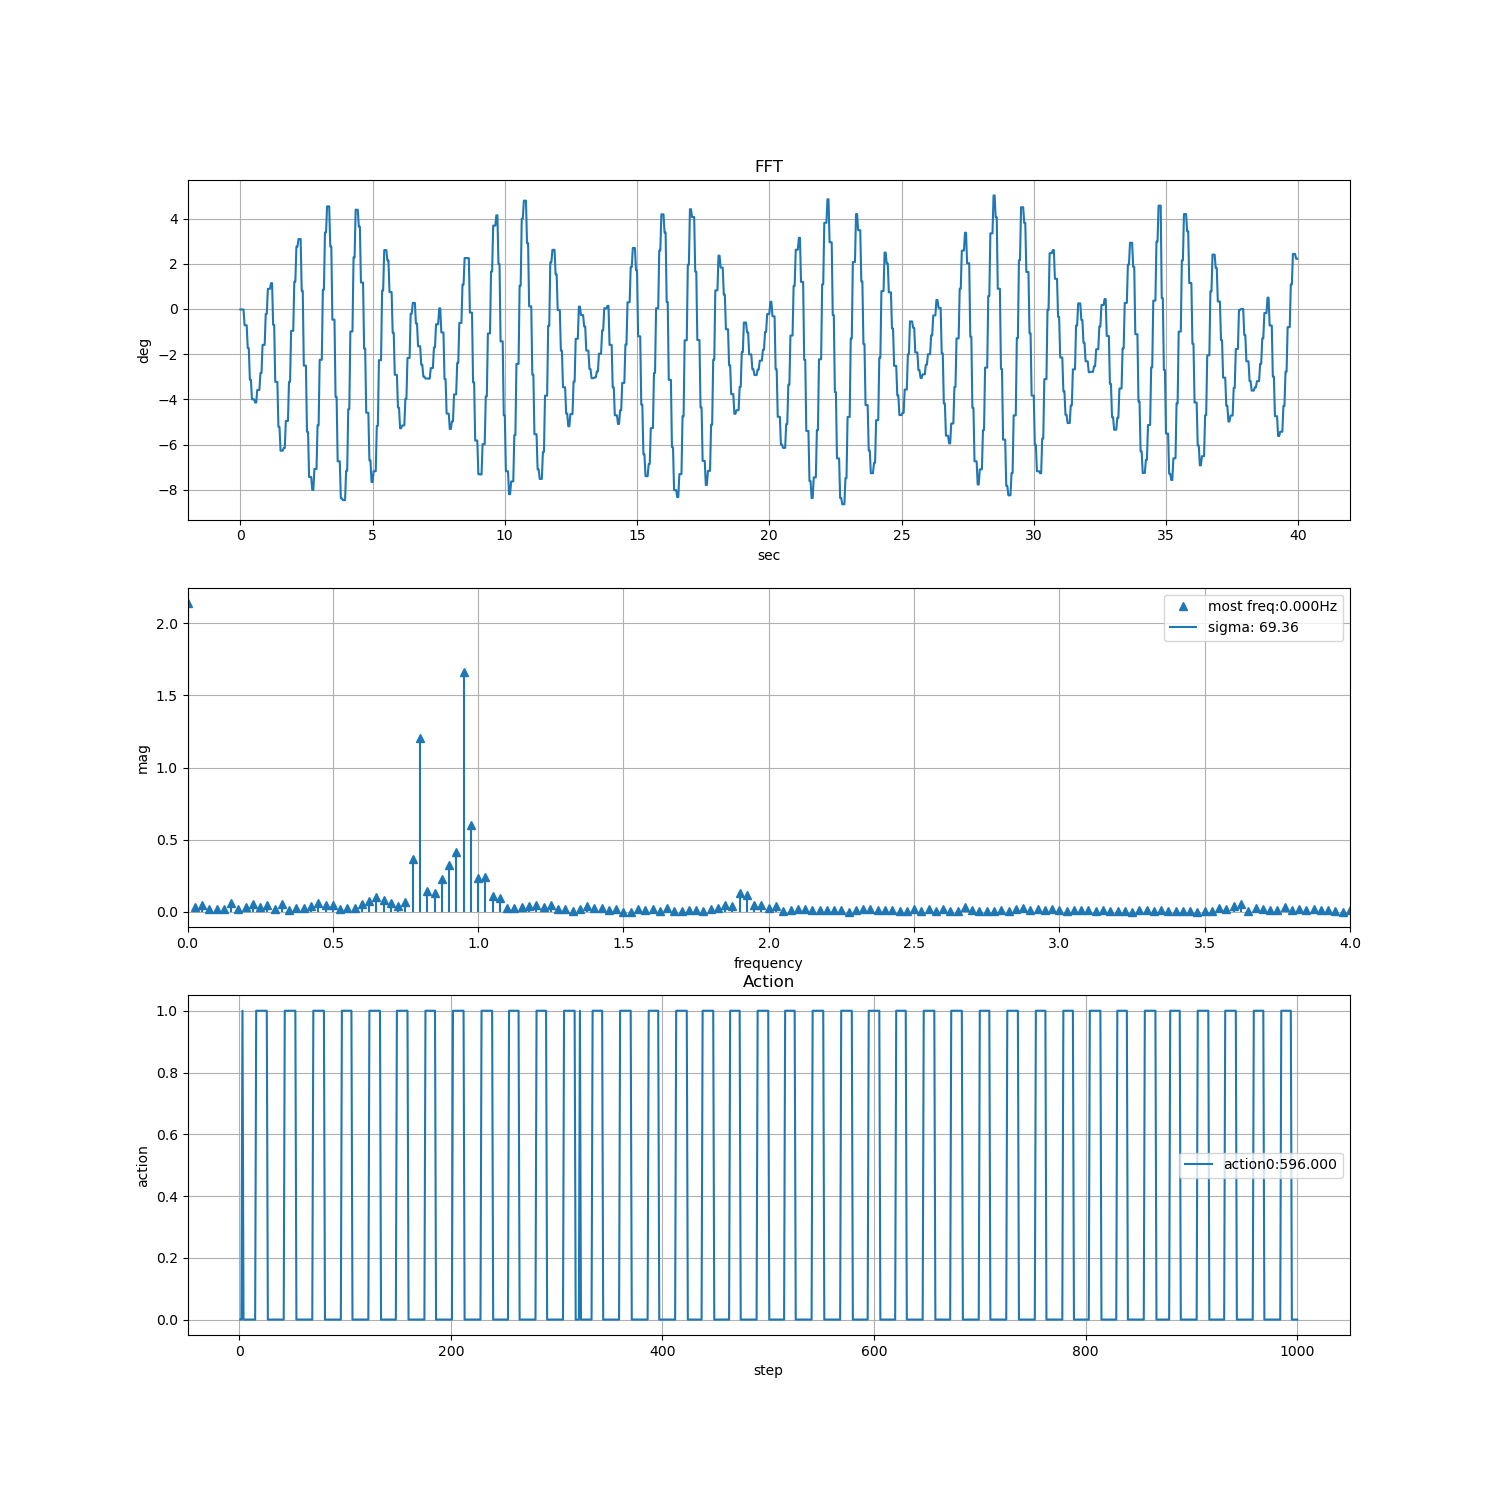 FFT
4
2
0
−2
−4
−6
−8
deg
0 5 10 15 20 25 30 35 40
sec
2.0
1.5
1.0
0.5
0.0
mag
most freq:0.000Hz
sigma: 69.36
0.0 0.5 1.0 1.5 2.0 2.5 3.0 3.5 4.0
frequency
Action
1.0
0.8
0.6
0.4
0.2
0.0
action
action0:596.000
0 200 400 600 800 1000
step